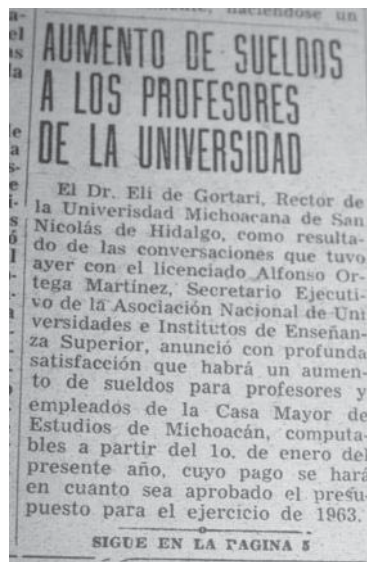 haciéndose un
AUMENTO DE SUELDOS
A LOS PROFESORES
DE LA UNIVERSIDAD
El Dr. Eli de Gortari, Rector de
la Univerisdad Michoacana de San
Nicolás de Hidalgo, como resulta-
do de las conversaciones que tuvo
ayer con el licenciado Alfonso Or-
tega Martínez, Secretario Ejecuti-
vo de la Asociación Nacional de Uni
versidades e Institutos de Enseñan-
za Superior, anunció con profunda
satisfacción que habrá un aumen-
to de sueldos para profesores y
empleados de la Casa Mayor de
Estudios de Michoacán, computa-
bles a partir del 1o. de enero del
presente año, cuyo pago se hará
en cuanto sea aprobado el presu-
puesto para el ejercicio de 1963.
SIGUE EN LA PAGINA 5